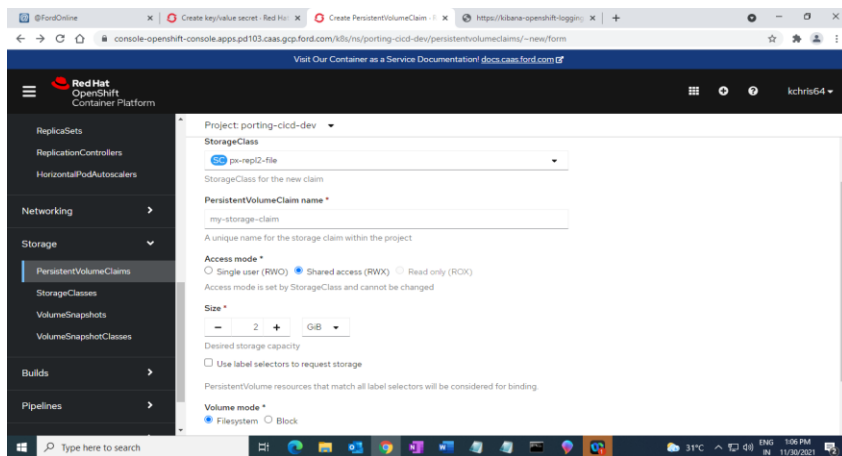 @FordOnline
Create key/value secret · Red Hat
Create PersistentVolumeClaim · R
https://kibana-openshift-logging
console-openshift-console.apps.pd103.caas.gcp.ford.com/k8s/ns/porting-cicd-dev/persistentvolumeclaims/~new/form
Visit Our Container as a Service Documentation! docs.caas.ford.com
Red Hat
OpenShift
Container Platform
kchris64
ReplicaSets
ReplicationControllers
HorizontalPodAutoscalers
Networking
Storage
PersistentVolumeClaims
StorageClasses
VolumeSnapshots
VolumeSnapshotClasses
Builds
Pipelines
Project: porting-cicd-dev
StorageClass
SC px-repl2-file
StorageClass for the new claim
PersistentVolumeClaim name *
my-storage-claim
A unique name for the storage claim within the project
Access mode *
Single user (RWO) Shared access (RWX) Read only (ROX)
Access mode is set by StorageClass and cannot be changed
Size *
2 GiB
Desired storage capacity
Use label selectors to request storage
PersistentVolume resources that match all label selectors will be considered for binding.
Volume mode *
Filesystem Block
Type here to search
31°C
ENG 1:06 PM
IN 11/30/2021